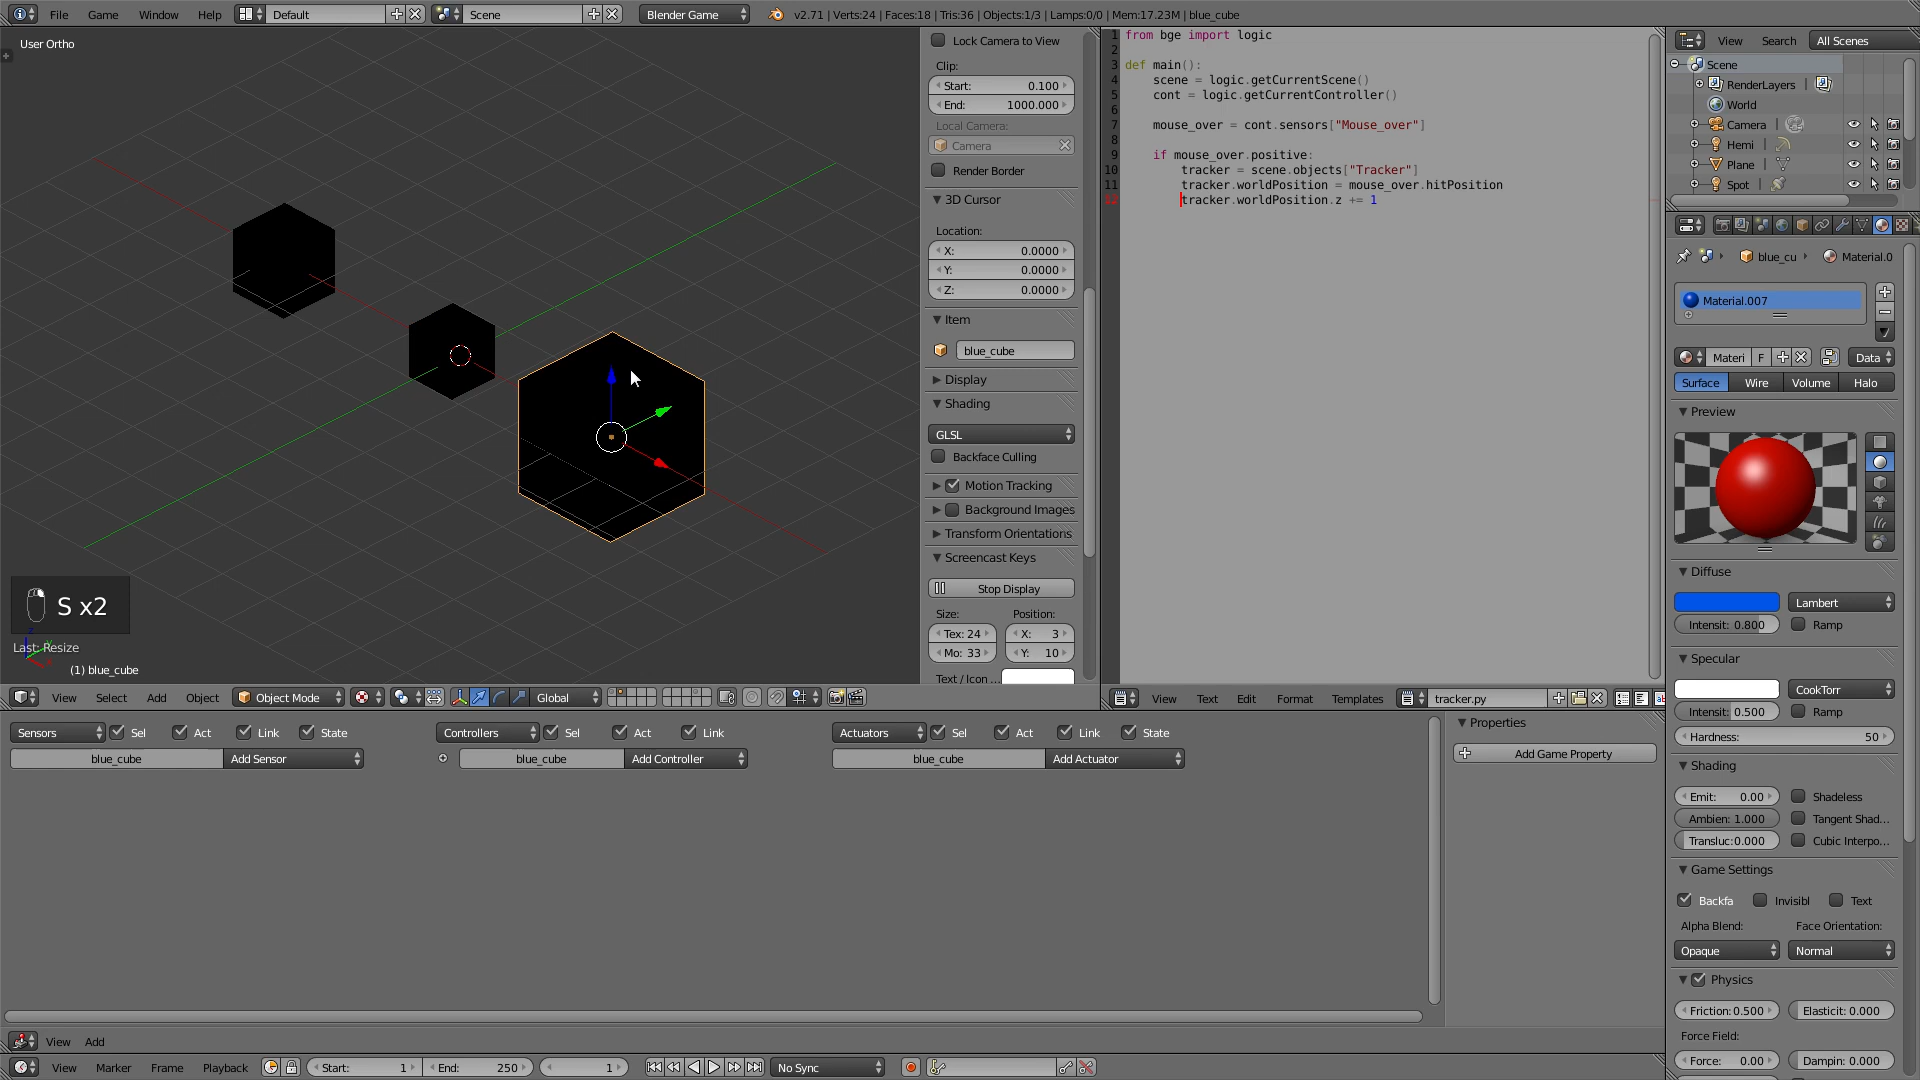 File Game Window Help Default Scene Blender Game v2.71 | Verts:24 | Faces:18 | Tris:36 | Objects:1/3 | Lamps:0/0 | Mem:17.23M | blue_cube
User Ortho
S x2
Last: Resize
(1) blue_cube
View Select Add Object Object Mode Global
Lock Camera to View
Clip:
Start: 0.100
End: 1000.000
Local Camera:
Camera
Render Border
3D Cursor
Location:
X: 0.0000
Y: 0.0000
Z: 0.0000
Item
blue_cube
Display
Shading
GLSL
Backface Culling
Motion Tracking
Background Images
Transform Orientations
Screencast Keys
Stop Display
Size: Position:
Tex: 24 X: 3
Mo: 33 Y: 10
Text / Icon ...
1 from bge import logic
2
3 def main():
4 scene = logic.getCurrentScene()
5 cont = logic.getCurrentController()
6
7 mouse_over = cont.sensors["Mouse_over"]
8
9 if mouse_over.positive:
10 tracker = scene.objects["Tracker"]
11 tracker.worldPosition = mouse_over.hitPosition
12 tracker.worldPosition.z += 1
View Text Edit Format Templates tracker.py
View Search All Scenes
Scene
RenderLayers |
World
Camera |
Hemi |
Plane |
Spot |
blue_cu Material.0
Material.007
Materi F Data
Surface Wire Volume Halo
Preview
Diffuse
Lambert
Intensit: 0.800 Ramp
Specular
CookTorr
Intensit: 0.500 Ramp
Hardness: 50
Shading
Emit: 0.00 Shadeless
Ambien: 1.000 Tangent Shad...
Transluc:0.000 Cubic Interpo...
Game Settings
Backfa Invisibl Text
Alpha Blend: Face Orientation:
Opaque Normal
Physics
Friction:0.500 Elasticit: 0.000
Force Field:
Force: 0.00 Dampin: 0.000
Sensors Sel Act Link State Controllers Sel Act Link Actuators Sel Act Link State
blue_cube Add Sensor blue_cube Add Controller blue_cube Add Actuator
Properties
Add Game Property
View Add
View Marker Frame Playback Start: 1 End: 250 1 No Sync